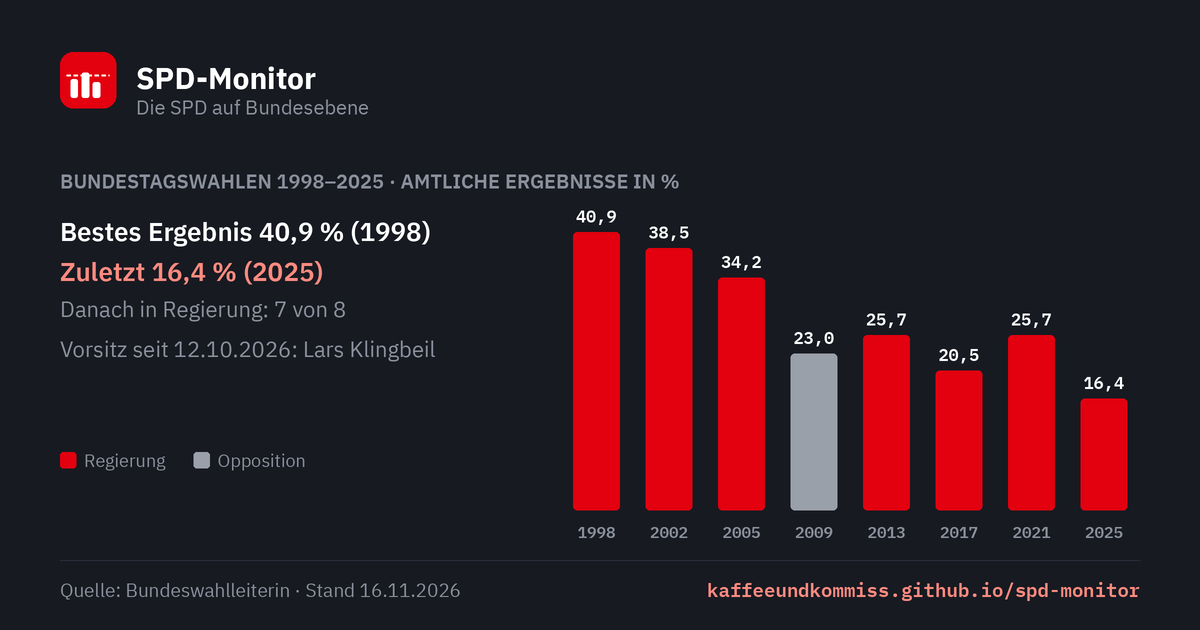 SPD-Monitor
Die SPD auf Bundesebene
BUNDESTAGSWAHLEN 1998–2025 · AMTLICHE ERGEBNISSE IN %
Bestes Ergebnis 40,9 % (1998)
Zuletzt 16,4 % (2025)
Danach in Regierung: 7 von 8
Vorsitz seit 12.10.2026: Lars Klingbeil
Regierung
Opposition
40,9
38,5
34,2
23,0
25,7
20,5
25,7
16,4
1998 2002 2005 2009 2013 2017 2021 2025
Quelle: Bundeswahlleiterin · Stand 16.11.2026
kaffeeundkommiss.github.io/spd-monitor